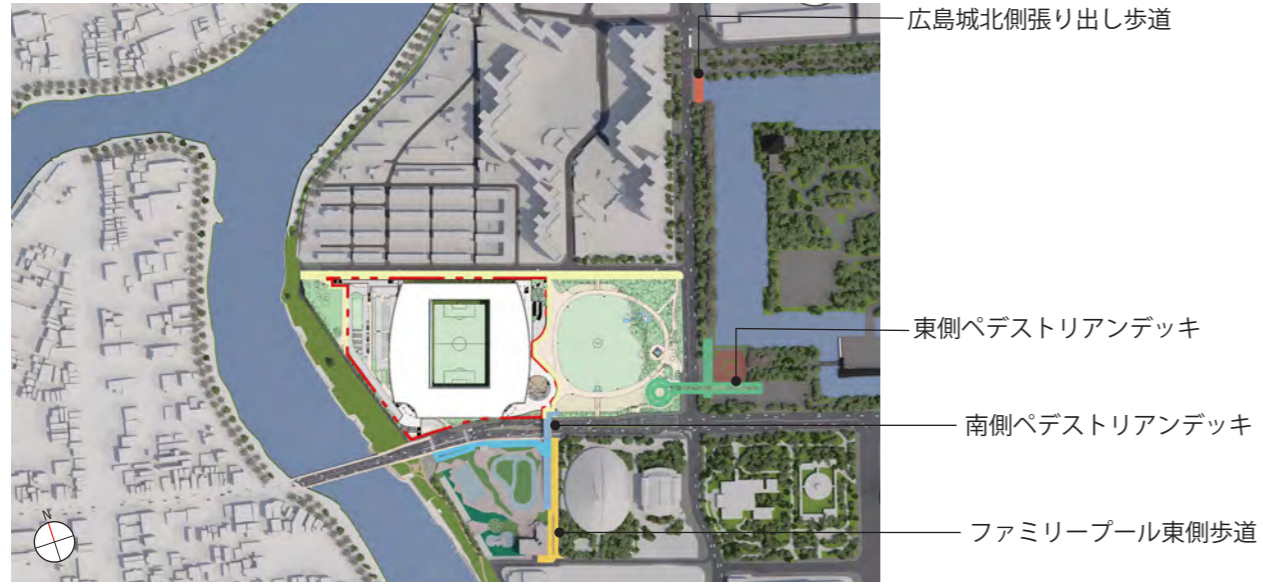 広島城北側張り出し歩道
東側ペデストリアンデッキ
南側ペデストリアンデッキ
ファミリープール東側歩道
N